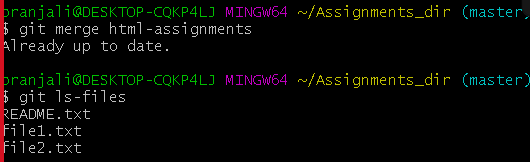 pranjali@DESKTOP-CQKP4LJ MINGW64 ~/Assignments_dir (master)
$ git merge html-assignments
Already up to date.
pranjali@DESKTOP-CQKP4LJ MINGW64 ~/Assignments_dir (master)
$ git ls-files
README.txt
file1.txt
file2.txt